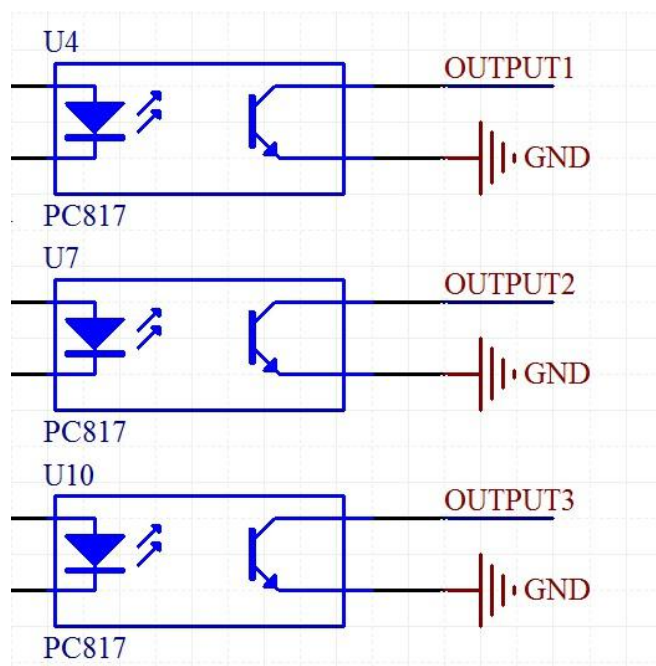 U4
OUTPUT1
GND
PC817
U7
OUTPUT2
GND
PC817
U10
OUTPUT3
GND
PC817